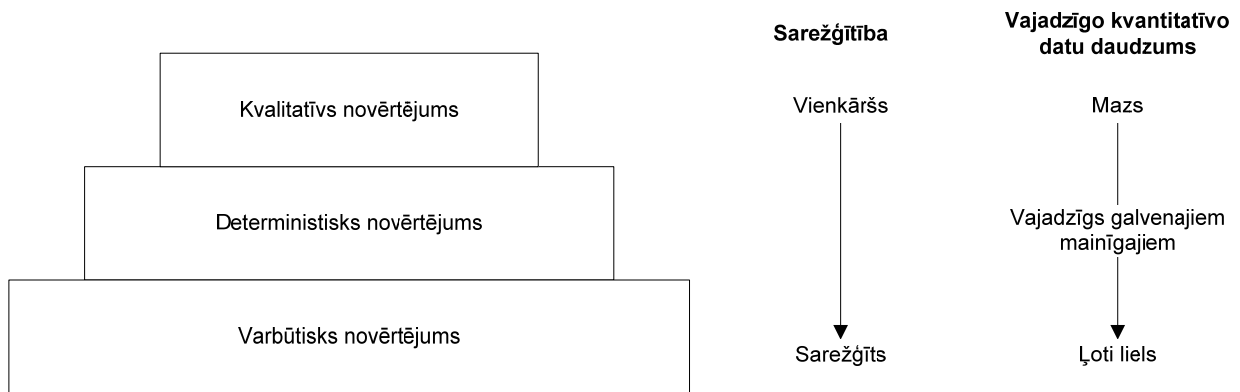 Sarežģītība
Vajadzīgo kvantitatīvo
datu daudzums
Kvalitatīvs novērtējums
Vienkāršs
Mazs
Deterministisks novērtējums
Vajadzīgs galvenajiem
mainīgajiem
Varbūtisks novērtējums
Sarežģīts
Ļoti liels